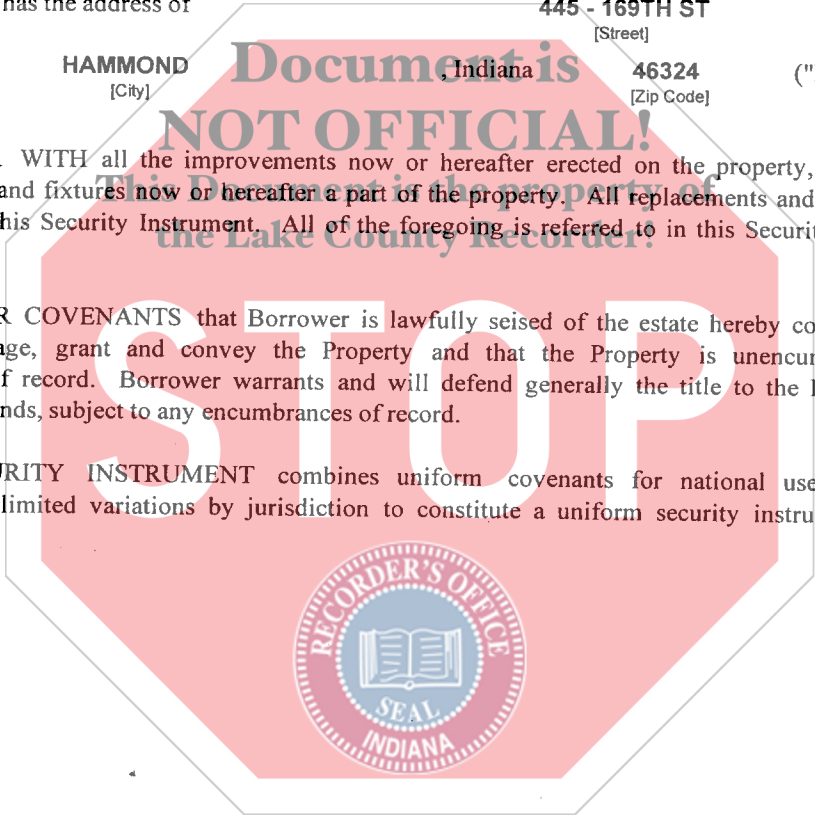 has the address of 445 - 169TH ST
[Street]
HAMMOND , Indiana 46324 ("
[City] [Zip Code]
Document is
NOT OFFICIAL!
This Document is the property of
the Lake County Recorder!
WITH all the improvements now or hereafter erected on the property,
and fixtures now or hereafter a part of the property. All replacements and
his Security Instrument. All of the foregoing is referred to in this Securit
R COVENANTS that Borrower is lawfully seised of the estate hereby co
age, grant and convey the Property and that the Property is unencur
f record. Borrower warrants and will defend generally the title to the
nds, subject to any encumbrances of record.
STOP
URITY INSTRUMENT combines uniform covenants for national use
limited variations by jurisdiction to constitute a uniform security instru
RECORDER'S OFFICE
SEAL
INDIANA